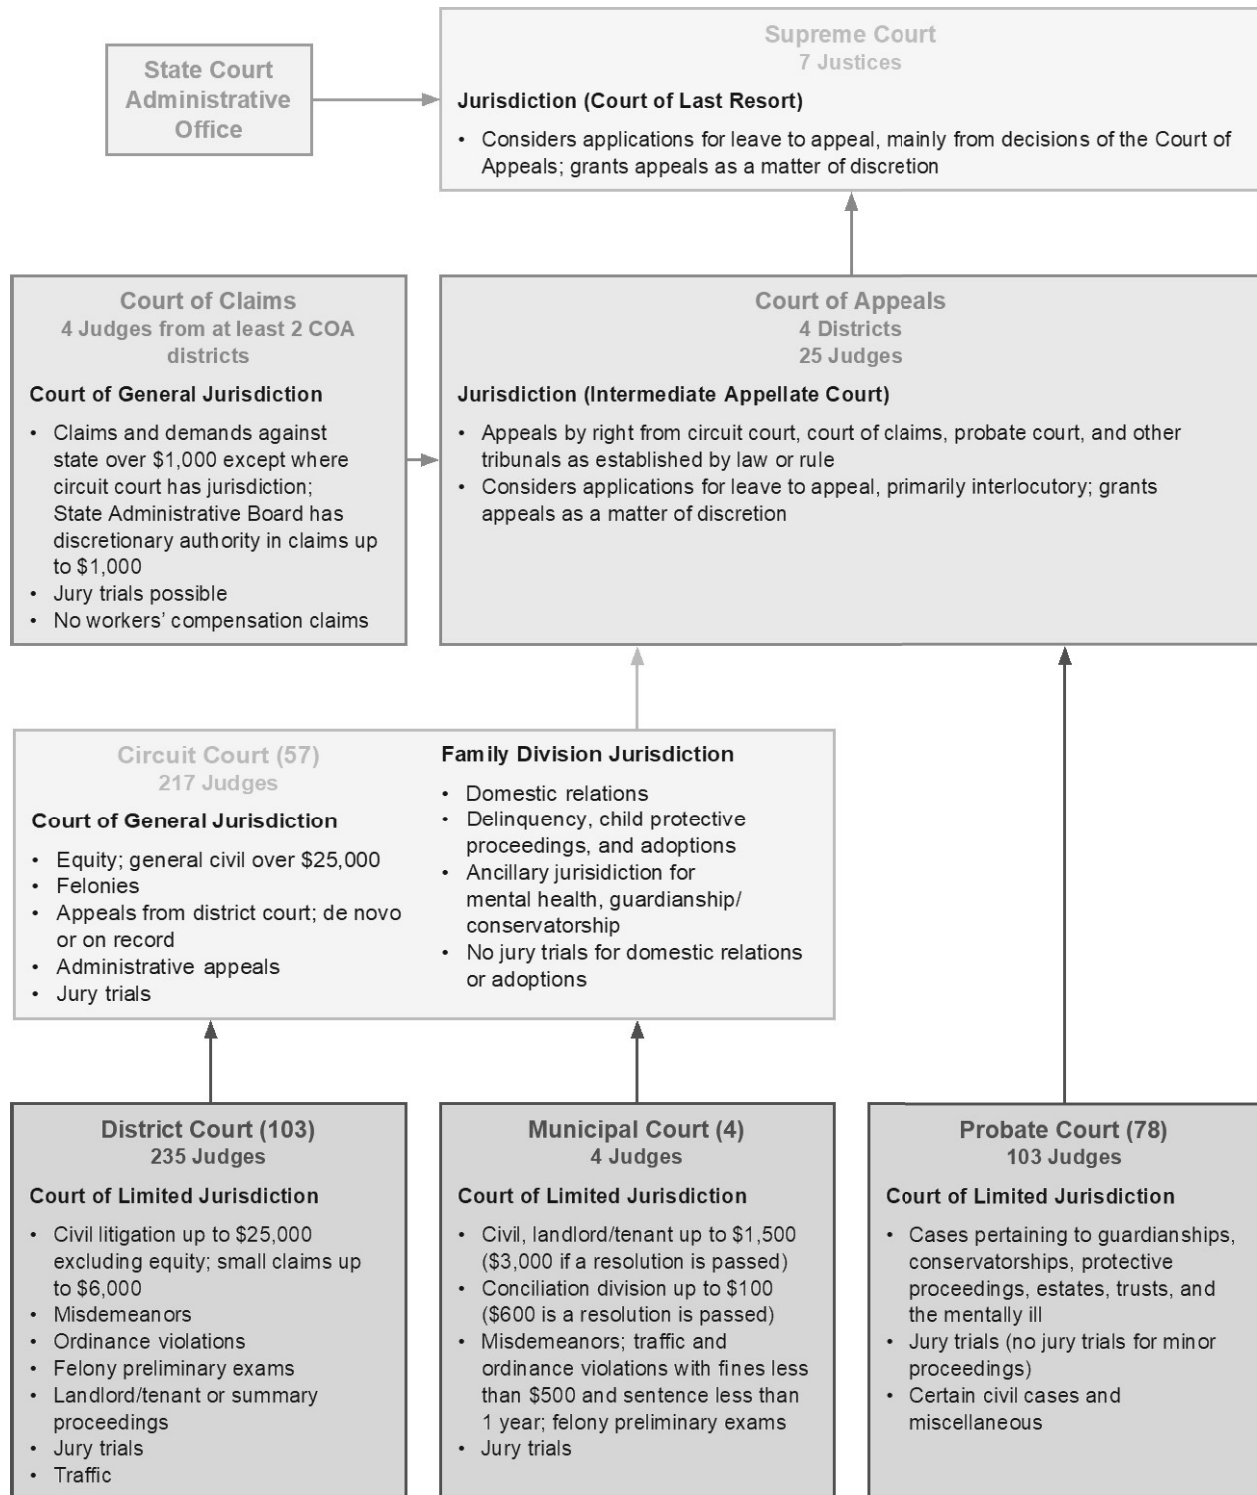 State Court
Administrative
Office
Supreme Court
7 Justices
Jurisdiction (Court of Last Resort)
• Considers applications for leave to appeal, mainly from decisions of the Court of
Appeals; grants appeals as a matter of discretion
Court of Claims
4 Judges from at least 2 COA
districts
Court of General Jurisdiction
• Claims and demands against
state over $1,000 except where
circuit court has jurisdiction;
State Administrative Board has
discretionary authority in claims up
to $1,000
• Jury trials possible
• No workers’ compensation claims
Court of Appeals
4 Districts
25 Judges
Jurisdiction (Intermediate Appellate Court)
• Appeals by right from circuit court, court of claims, probate court, and other
tribunals as established by law or rule
• Considers applications for leave to appeal, primarily interlocutory; grants
appeals as a matter of discretion
Circuit Court (57)
217 Judges
Court of General Jurisdiction
• Equity; general civil over $25,000
• Felonies
• Appeals from district court; de novo
or on record
• Administrative appeals
• Jury trials
Family Division Jurisdiction
• Domestic relations
• Delinquency, child protective
proceedings, and adoptions
• Ancillary jurisidiction for
mental health, guardianship/
conservatorship
• No jury trials for domestic relations
or adoptions
District Court (103)
235 Judges
Court of Limited Jurisdiction
• Civil litigation up to $25,000
excluding equity; small claims up
to $6,000
• Misdemeanors
• Ordinance violations
• Felony preliminary exams
• Landlord/tenant or summary
proceedings
• Jury trials
• Traffic
Municipal Court (4)
4 Judges
Court of Limited Jurisdiction
• Civil, landlord/tenant up to $1,500
($3,000 if a resolution is passed)
• Conciliation division up to $100
($600 is a resolution is passed)
• Misdemeanors; traffic and
ordinance violations with fines less
than $500 and sentence less than
1 year; felony preliminary exams
• Jury trials
Probate Court (78)
103 Judges
Court of Limited Jurisdiction
• Cases pertaining to guardianships,
conservatorships, protective
proceedings, estates, trusts, and
the mentally ill
• Jury trials (no jury trials for minor
proceedings)
• Certain civil cases and
miscellaneous